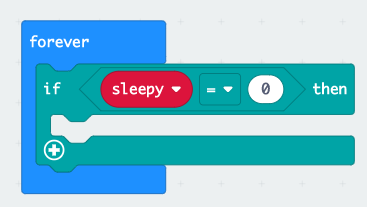 forever
if sleepy = 0 then